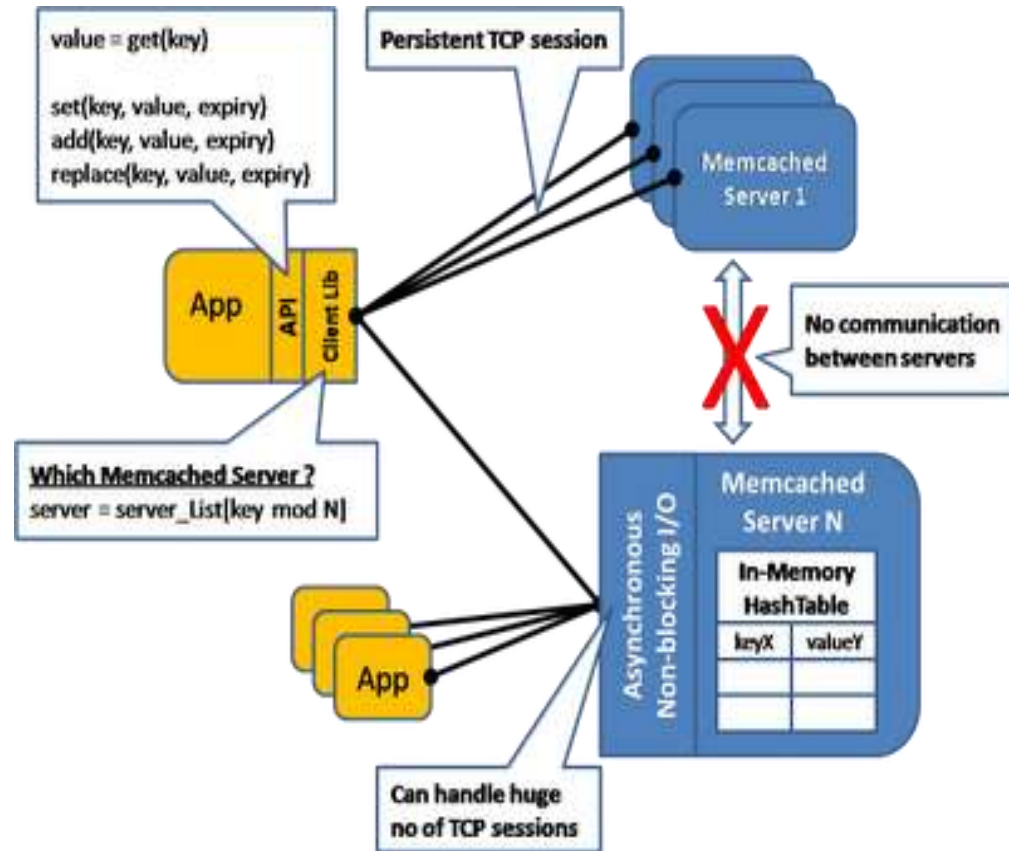 value = get(key)
set(key, value, expiry)
add(key, value, expiry)
replace(key, value, expiry)
Persistent TCP session
Memcached
Server 1
App
API
Client Lib
No communication
between servers
Which Memcached Server ?
server = server_List[key mod N]
Asynchronous
Non-blocking I/O
Memcached
Server N
In-Memory
HashTable
keyX valueY
App
Can handle huge
no of TCP sessions